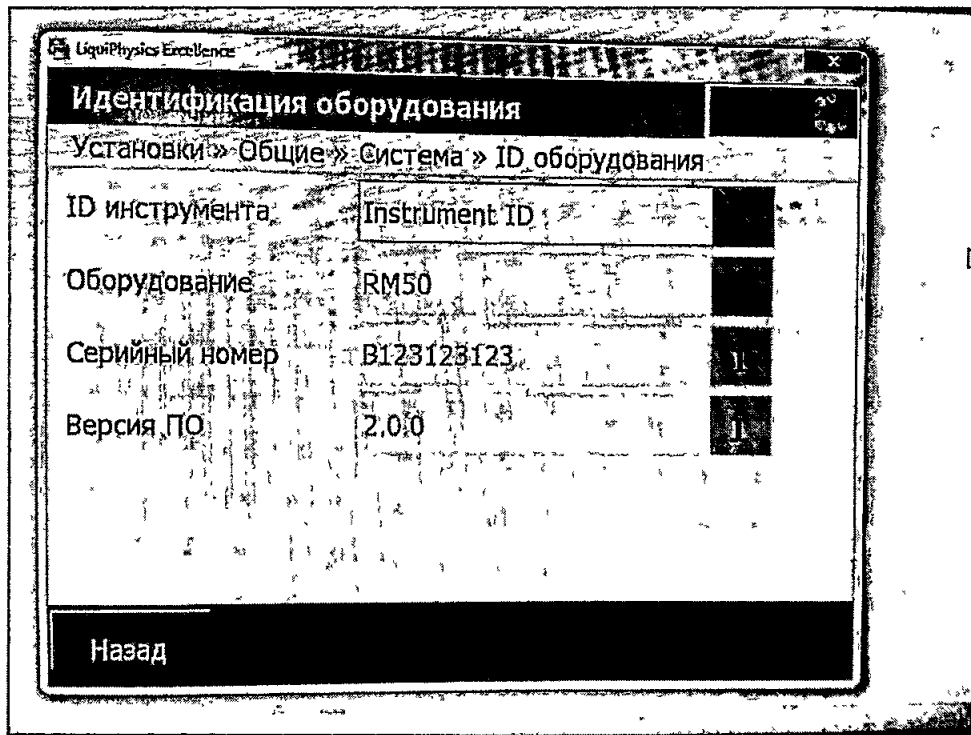 LiquiPhysics Excellence
Идентификация оборудования
Установки » Общие » Система » ID оборудования
ID инструмента Instrument ID
Оборудование RM50
Серийный номер B123123123 I
Версия ПО 2.0.0 I
Назад